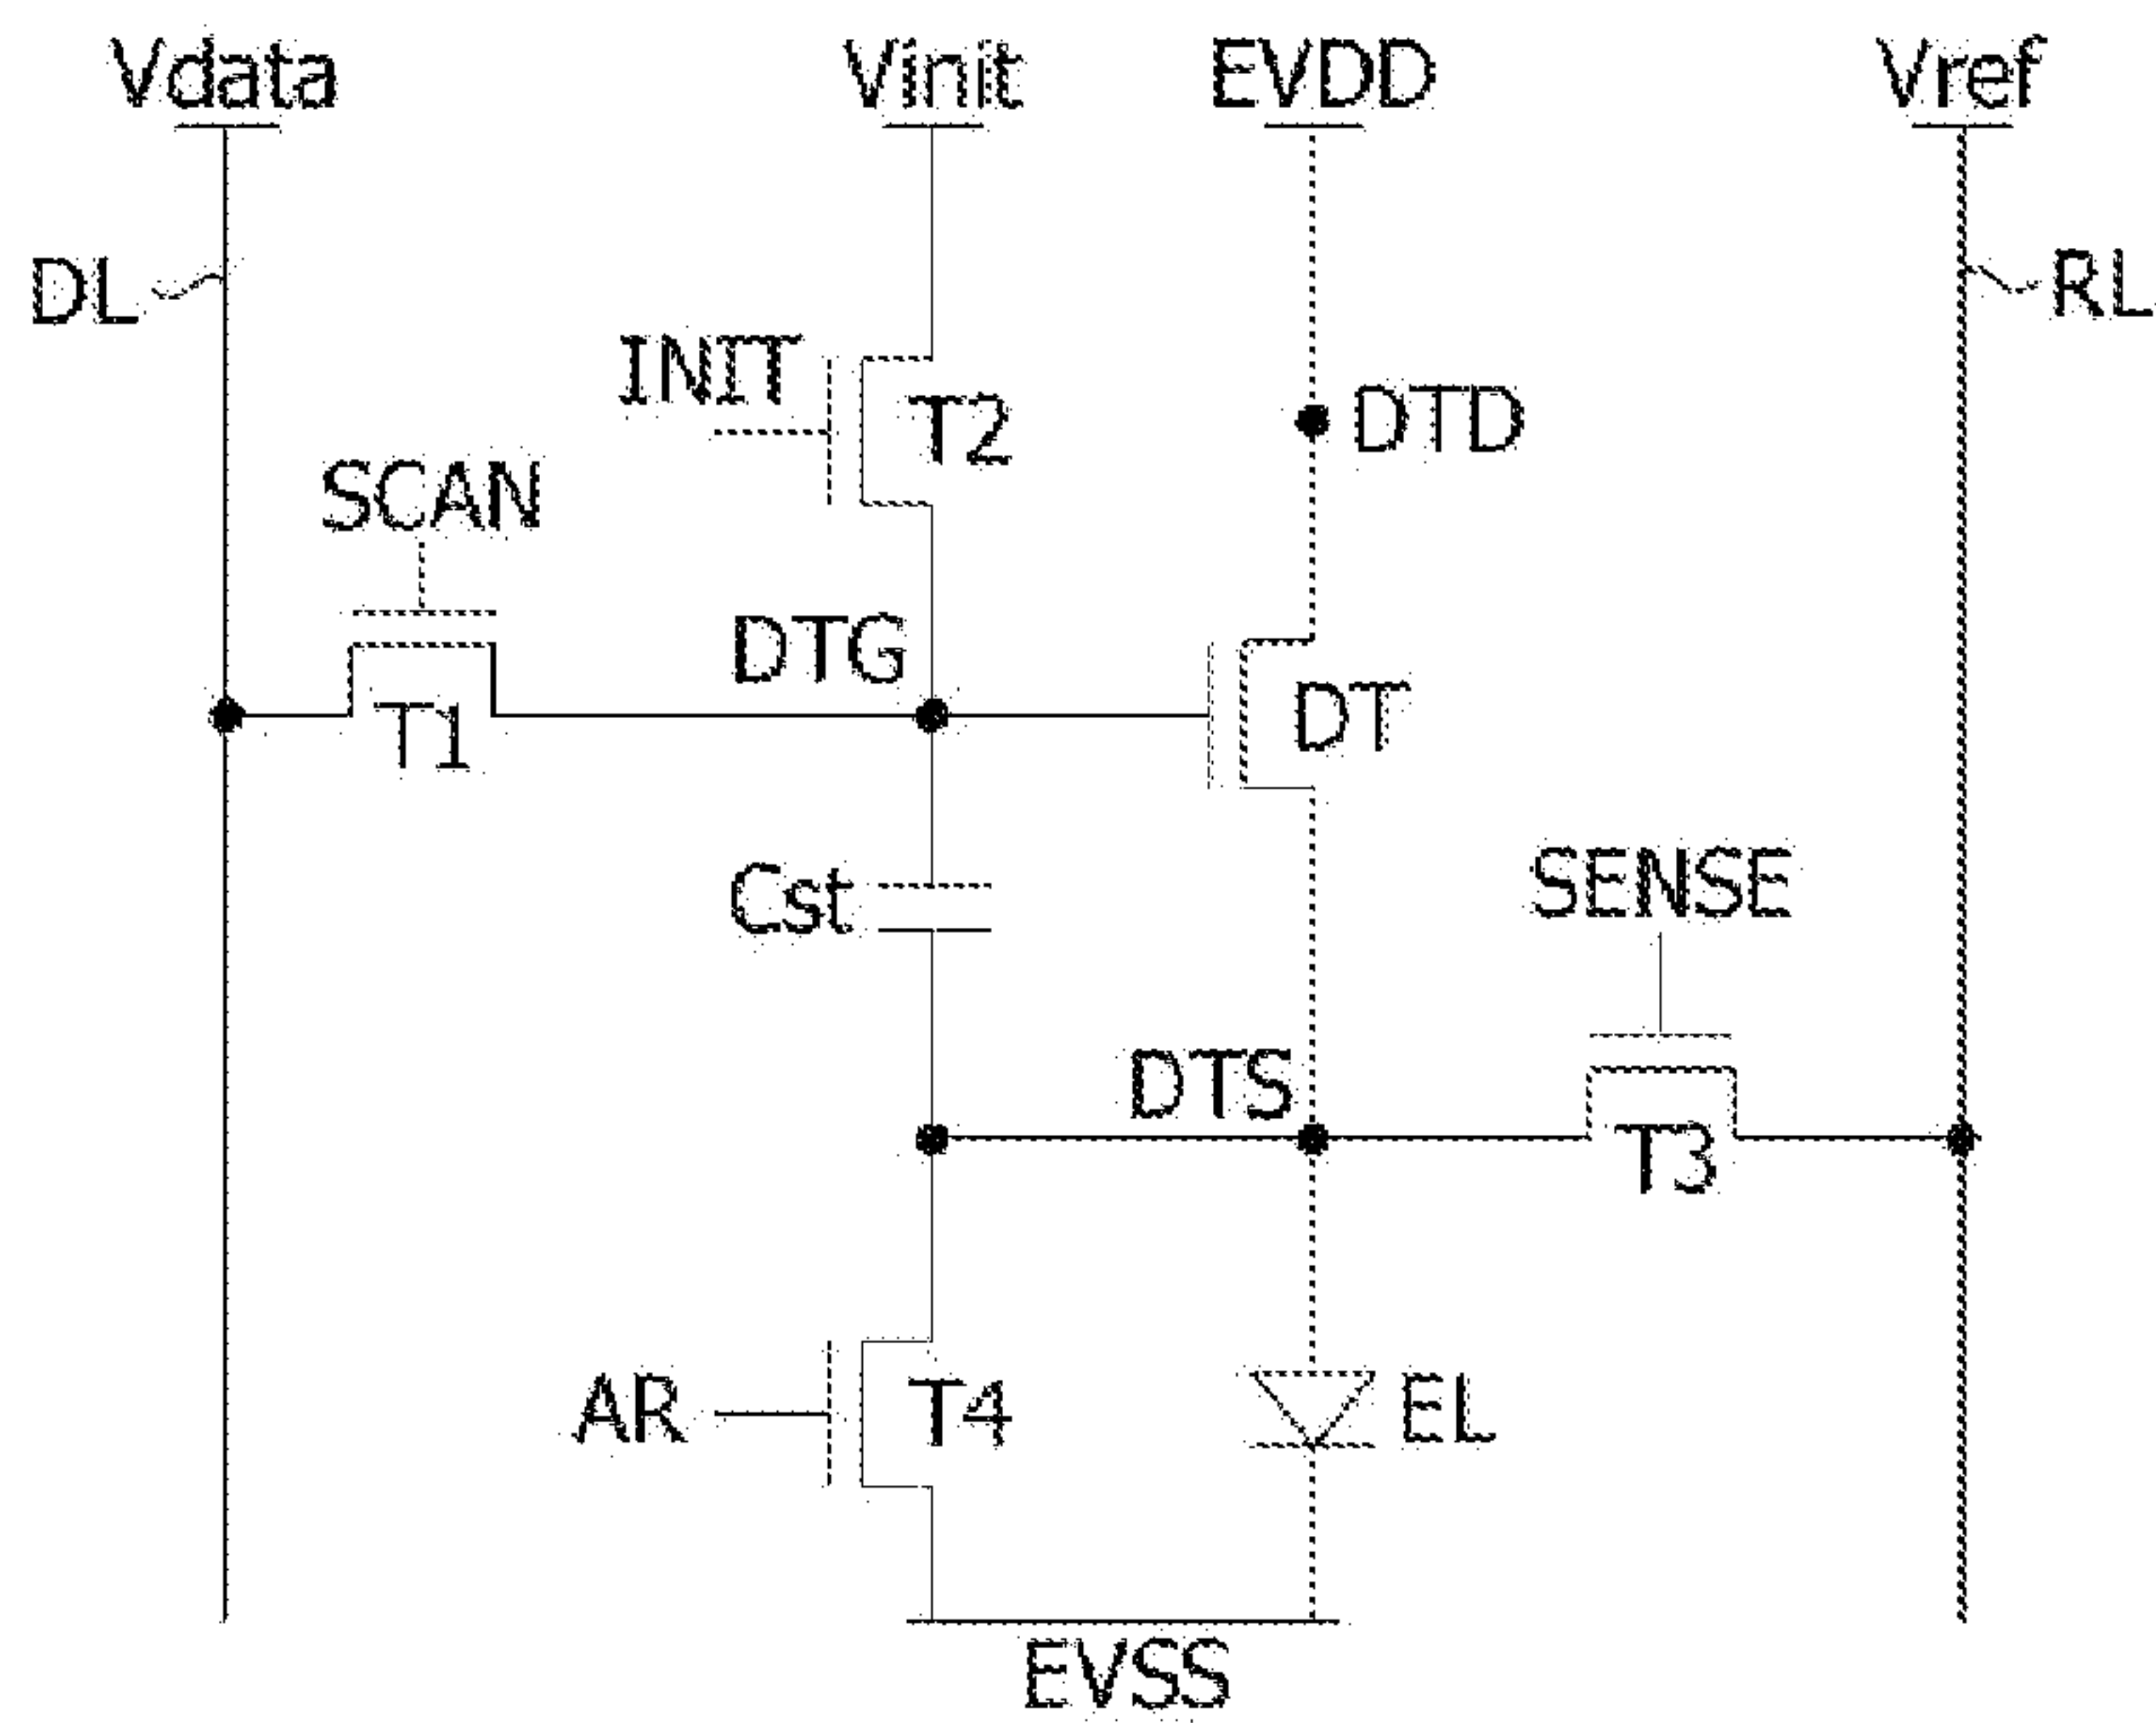 Vdata
Vinit
EVDD
Vref
DL
RL
INIT
T2
DTD
SCAN
DTG
T1
DT
Cst
SENSE
DTS
T3
AR
T4
EL
EVSS